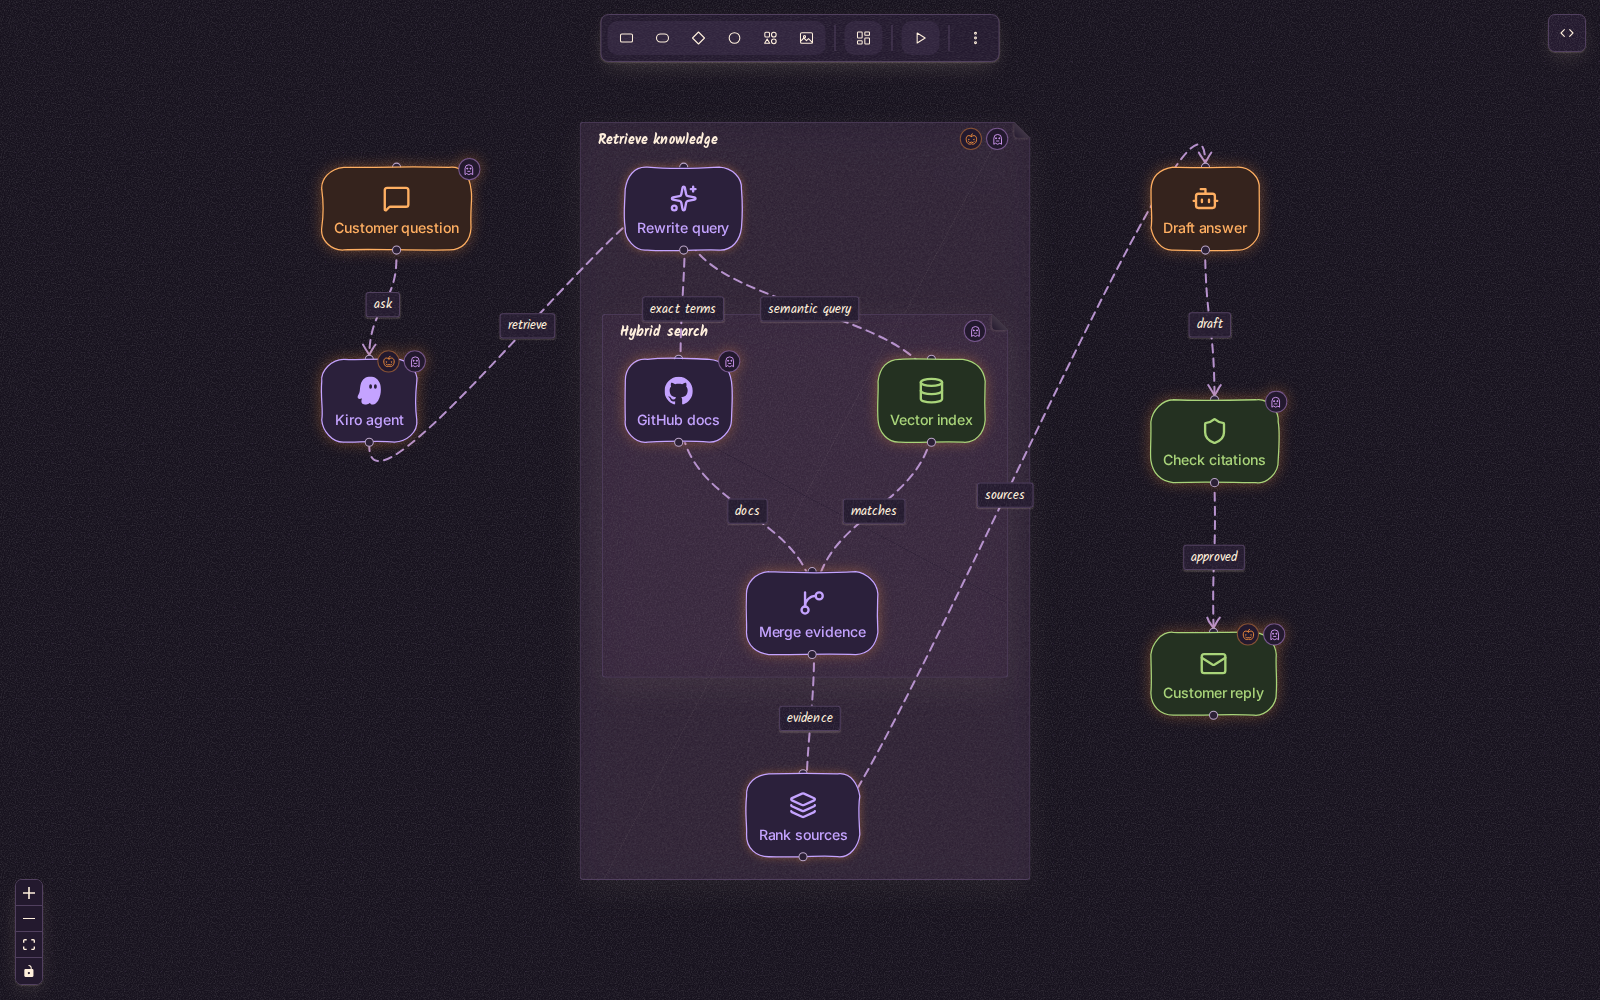 Customer question
ask
Kiro agent
retrieve
Retrieve knowledge
Rewrite query
exact terms
semantic query
Hybrid search
GitHub docs
Vector index
docs
matches
Merge evidence
evidence
Rank sources
sources
Draft answer
draft
Check citations
approved
Customer reply